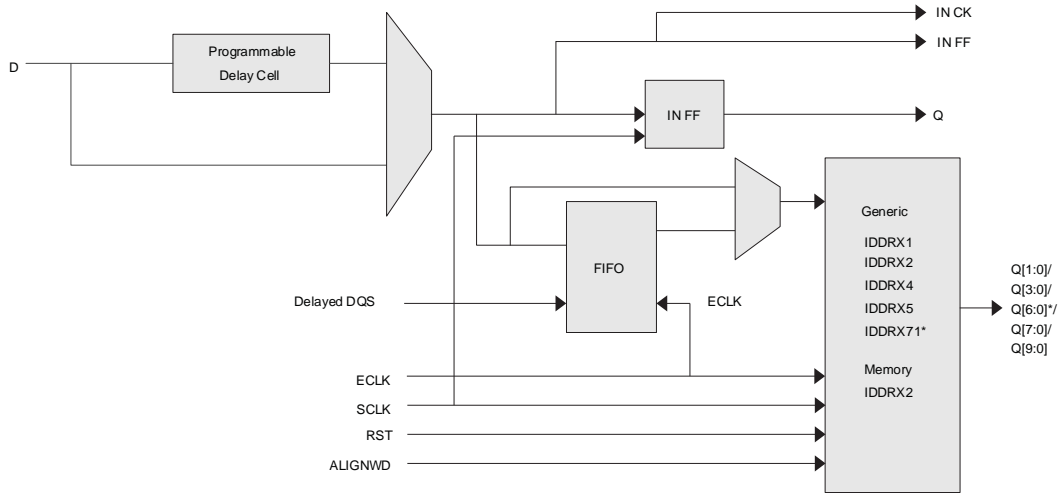 IN CK
IN FF
D
Programmable
Delay Cell
IN FF
Q
Generic
IDDRX1
IDDRX2
IDDRX4
IDDRX5
IDDRX71*
Memory
IDDRX2
FIFO
Delayed DQS
ECLK
ECLK
SCLK
RST
ALIGNWD
Q[1:0]/
Q[3:0]/
Q[6:0]*/
Q[7:0]/
Q[9:0]